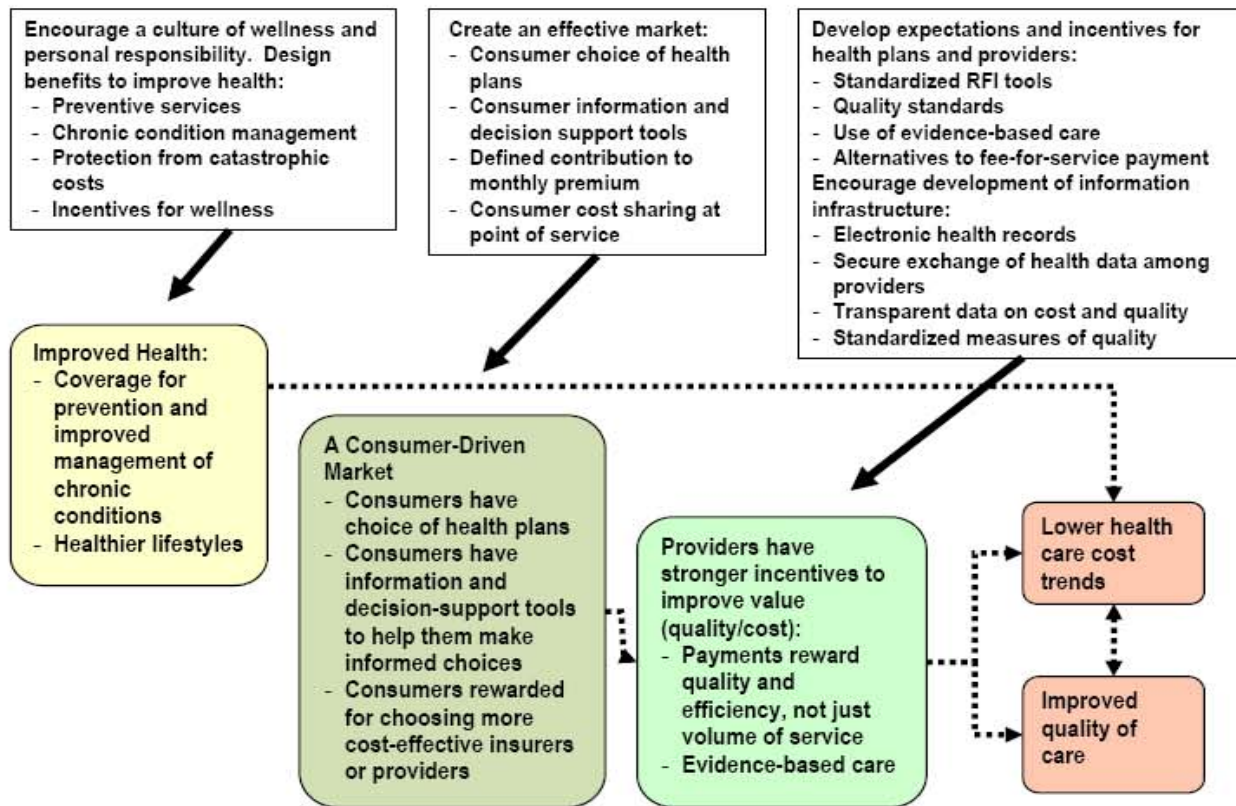 Encourage a culture of wellness and
personal responsibility. Design
benefits to improve health:
- Preventive services
- Chronic condition management
- Protection from catastrophic
costs
- Incentives for wellness
Create an effective market:
- Consumer choice of health
plans
- Consumer information and
decision support tools
- Defined contribution to
monthly premium
- Consumer cost sharing at
point of service
Develop expectations and incentives for
health plans and providers:
- Standardized RFI tools
- Quality standards
- Use of evidence-based care
- Alternatives to fee-for-service payment
Encourage development of information
infrastructure:
- Electronic health records
- Secure exchange of health data among
providers
- Transparent data on cost and quality
- Standardized measures of quality
Improved Health:
- Coverage for
prevention and
improved
management of
chronic
conditions
- Healthier lifestyles
A Consumer-Driven
Market
- Consumers have
choice of health plans
- Consumers have
information and
decision-support tools
to help them make
informed choices
- Consumers rewarded
for choosing more
cost-effective insurers
or providers
Providers have
stronger incentives to
improve value
(quality/cost):
- Payments reward
quality and
efficiency, not just
volume of service
- Evidence-based care
Lower health
care cost
trends
Improved
quality of
care